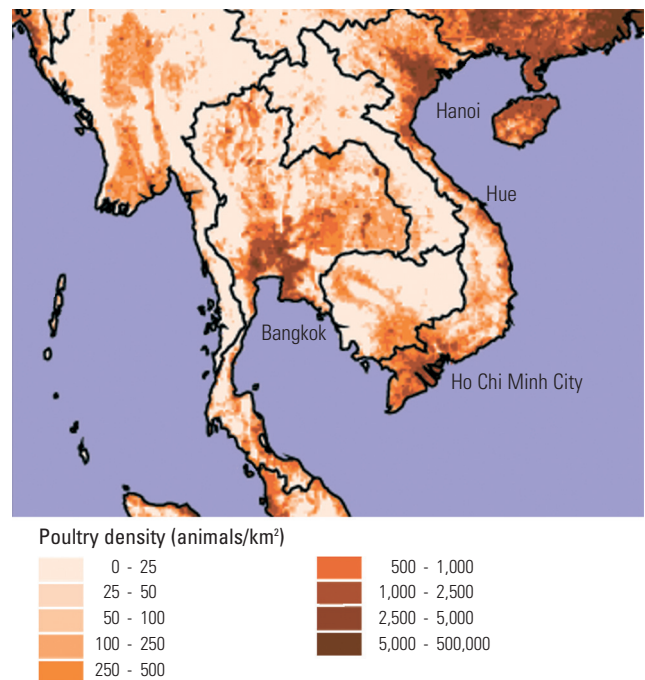 Hanoi
Hue
Bangkok
Ho Chi Minh City
Poultry density (animals/km²)
0 - 25
25 - 50
50 - 100
100 - 250
250 - 500
500 - 1,000
1,000 - 2,500
2,500 - 5,000
5,000 - 500,000